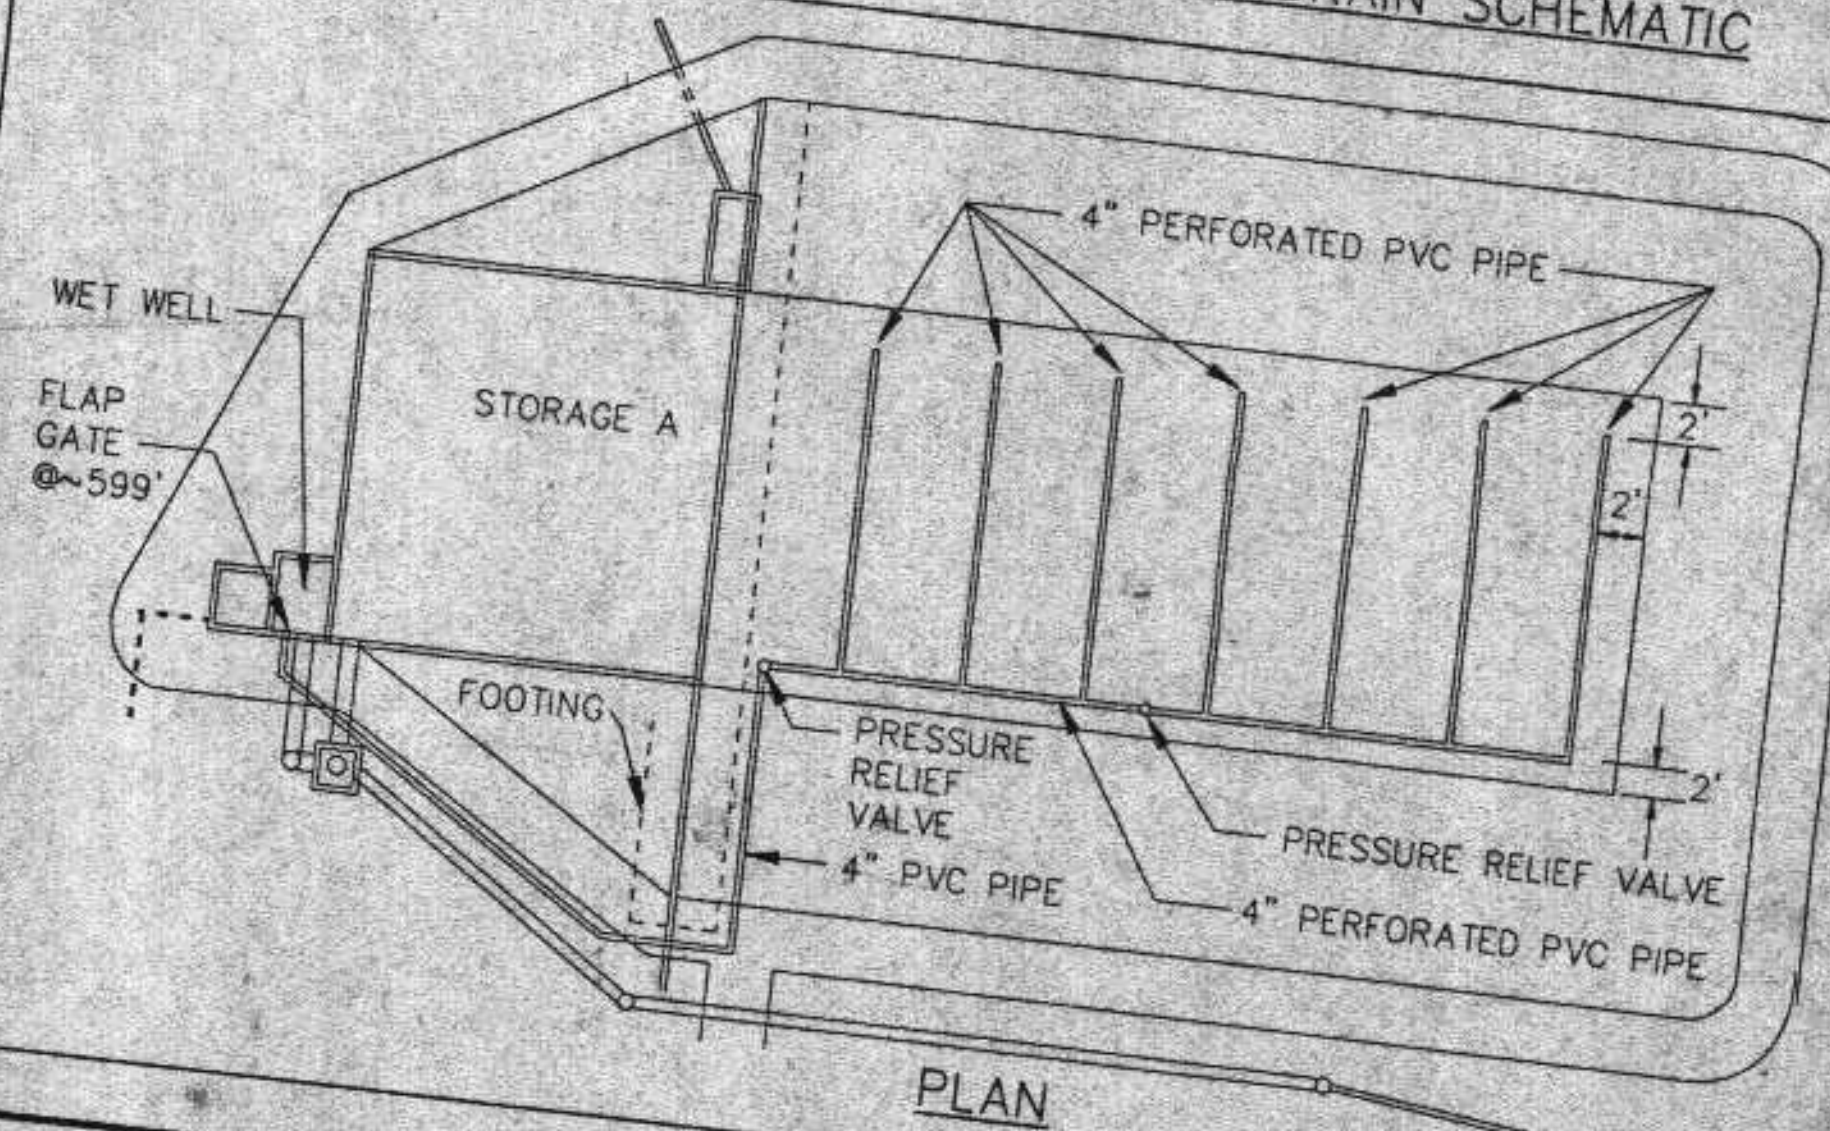 SCHEMATIC
4" PERFORATED PVC PIPE
WET WELL
FLAP
GATE
@~599'
STORAGE A
2'
2'
FOOTING
PRESSURE
RELIEF
VALVE
2'
PRESSURE RELIEF VALVE
4" PVC PIPE
4" PERFORATED PVC PIPE
PLAN